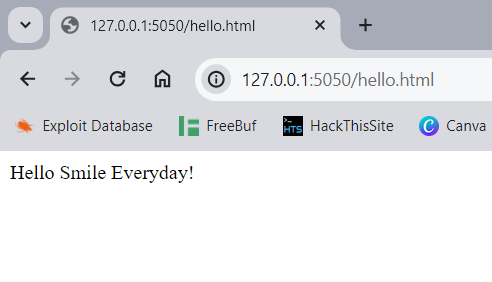 127.0.0.1:5050/hello.html
127.0.0.1:5050/hello.html
Exploit Database FreeBuf HTS HackThisSite Canva
Hello Smile Everyday!